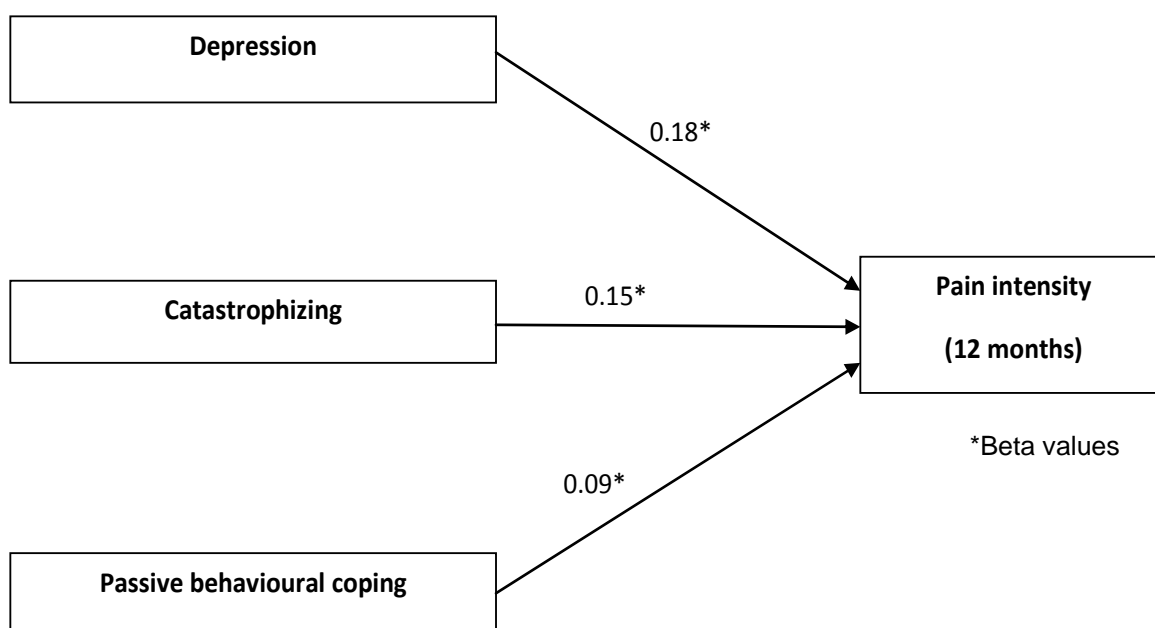 Depression
0.18*
Catastrophizing
0.15*
Pain intensity
(12 months)
*Beta values
0.09*
Passive behavioural coping